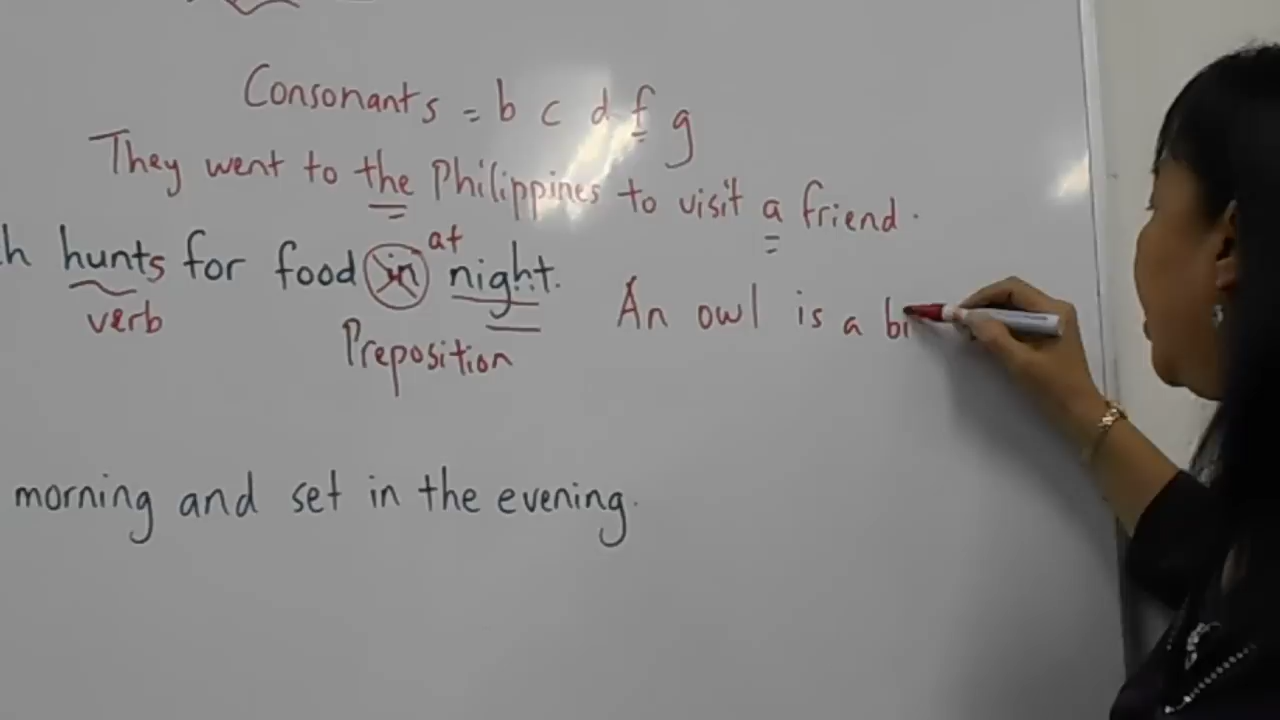 Consonants = b c d f g
They went to the Philippines to visit a friend.
h hunts for food in at night.
verb
Preposition
An owl is a bi
morning and set in the evening.